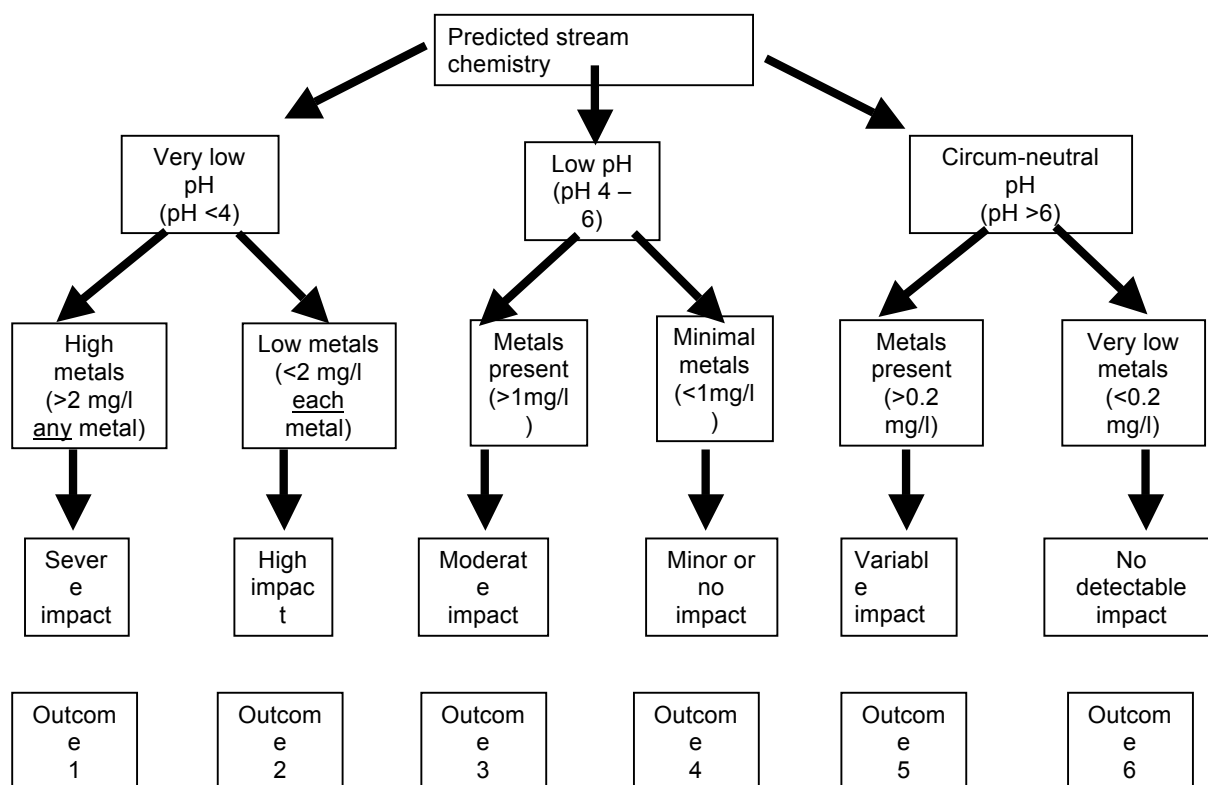 Predicted stream
chemistry
Very low
pH
(pH <4)
Low pH
(pH 4 –
6)
Circum-neutral
pH
(pH >6)
High
metals
(>2 mg/l
any metal)
Low metals
(<2 mg/l
each
metal)
Metals
present
(>1mg/l
)
Minimal
metals
(<1mg/l
)
Metals
present
(>0.2
mg/l)
Very low
metals
(<0.2
mg/l)
Sever
e
impact
High
impac
t
Moderat
e
impact
Minor or
no
impact
Variabl
e
impact
No
detectable
impact
Outcom
e
1
Outcom
e
2
Outcom
e
3
Outcom
e
4
Outcom
e
5
Outcom
e
6